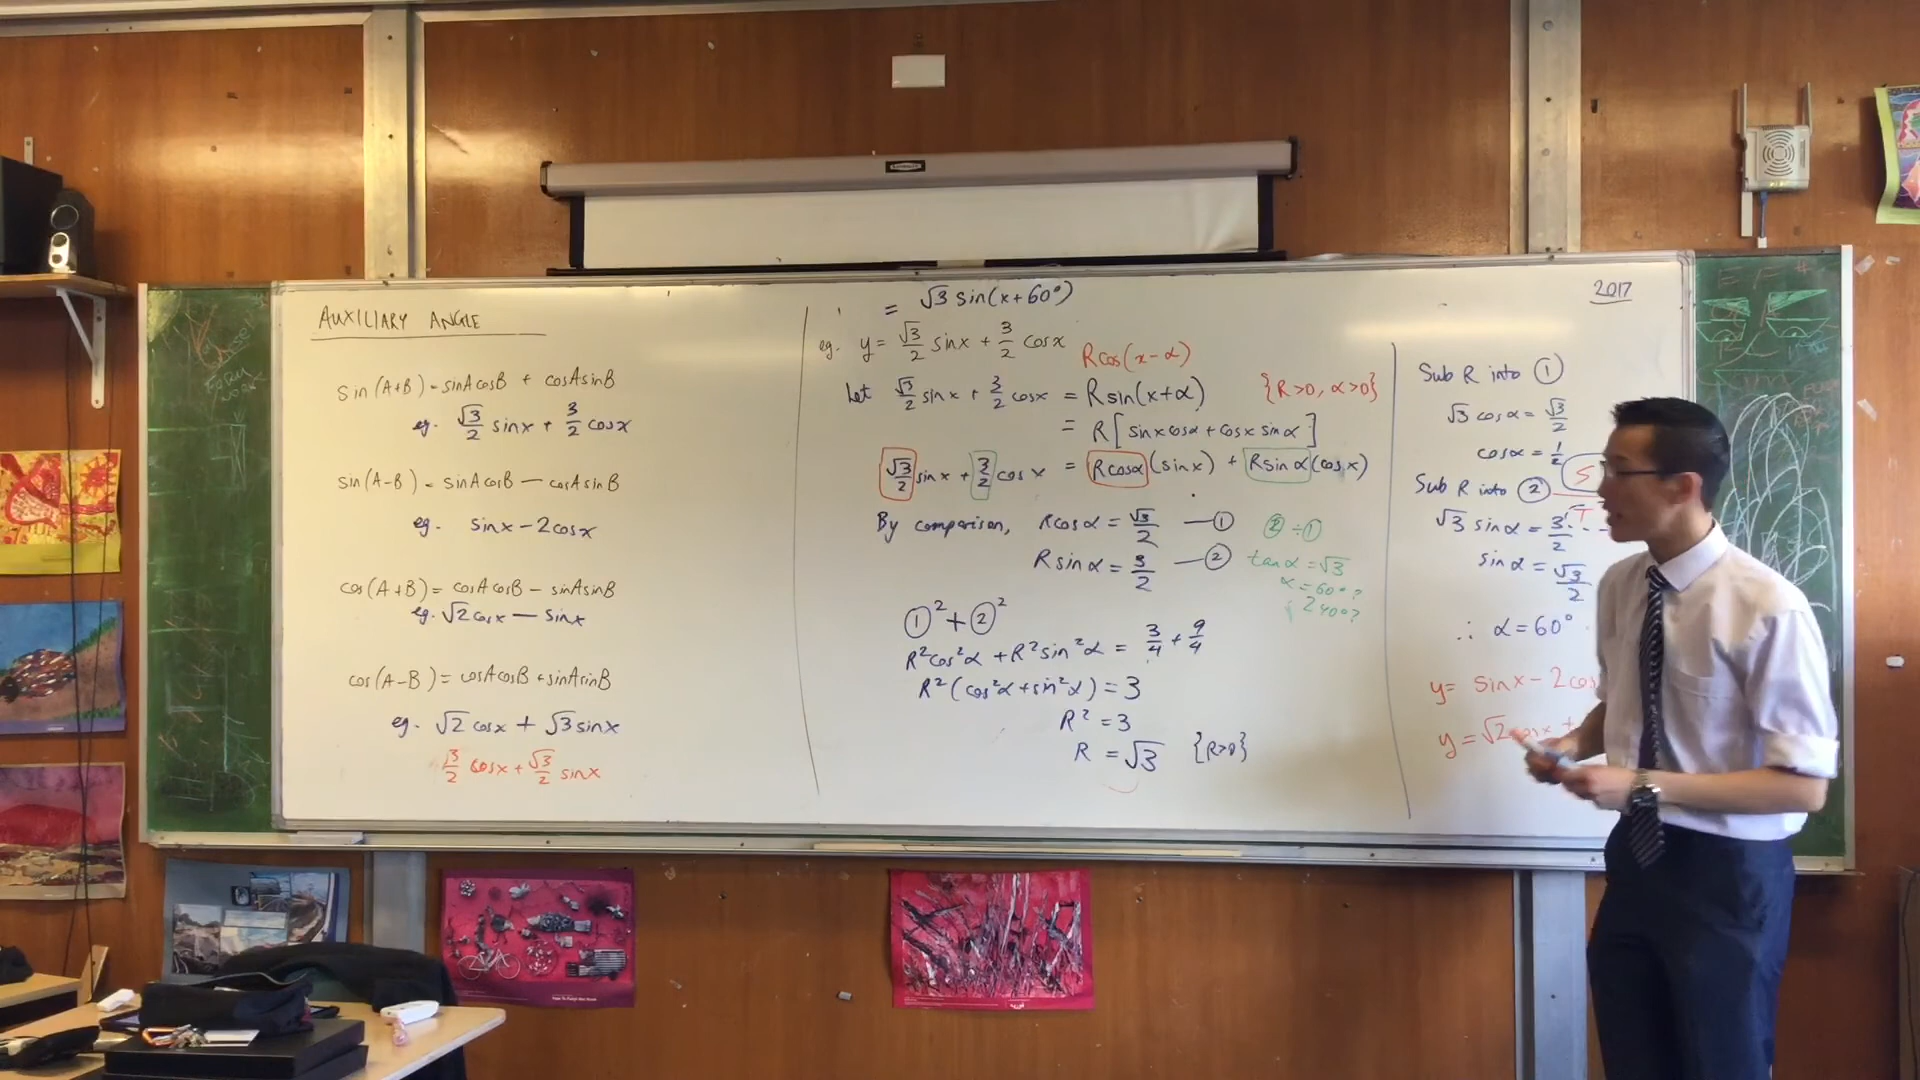 AUXILIARY ANGLE
sin(A+B) = sinAcosB + cosAsinB
eg. √3/2 sinx + 3/2 cosx
sin(A-B) = sinAcosB - cosAsinB
eg. sinx - 2cosx
cos(A+B) = cosAcosB - sinAsinB
eg. √2cosx - sinx
cos(A-B) = cosAcosB + sinAsinB
eg. √2cosx + √3sinx
3/2 cosx + √3/2 sinx
= √3 sin(x+60°)
eg. y = √3/2 sinx + 3/2 cosx
Rcos(x-α)
Let √3/2 sinx + 3/2 cosx = Rsin(x+α) {R>0, α>0}
= R[sinxcosα + cosxsinα]
√3/2 sinx + 3/2 cosx = Rcosα(sinx) + Rsinα(cosx)
By comparison, Rcosα = √3/2 — ①
Rsinα = 3/2 — ②
② ÷ ①
tanα = √3
α = 60°?
240°?
①² + ②²
R²cos²α + R²sin²α = 3/4 + 9/4
R²(cos²α + sin²α) = 3
R² = 3
R = √3 {R>0}
2017
Sub R into ①
√3 cosα = √3/2
cosα = 1/2
S
Sub R into ②
T
√3 sinα = 3/2
sinα = √3/2
∴ α = 60°
y = sinx - 2cos
y = √2cosx +